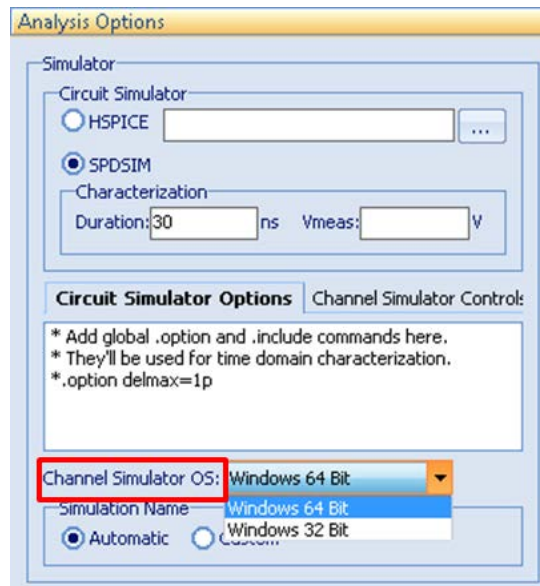 Analysis Options
Simulator
Circuit Simulator
HSPICE
...
SPDSIM
Characterization
Duration: 30 ns Vmeas: V
Circuit Simulator Options Channel Simulator Controls
* Add global .option and .include commands here.
* They'll be used for time domain characterization.
*.option delmax=1p
Channel Simulator OS: Windows 64 Bit
Windows 64 Bit
Windows 32 Bit
Simulation Name
Automatic